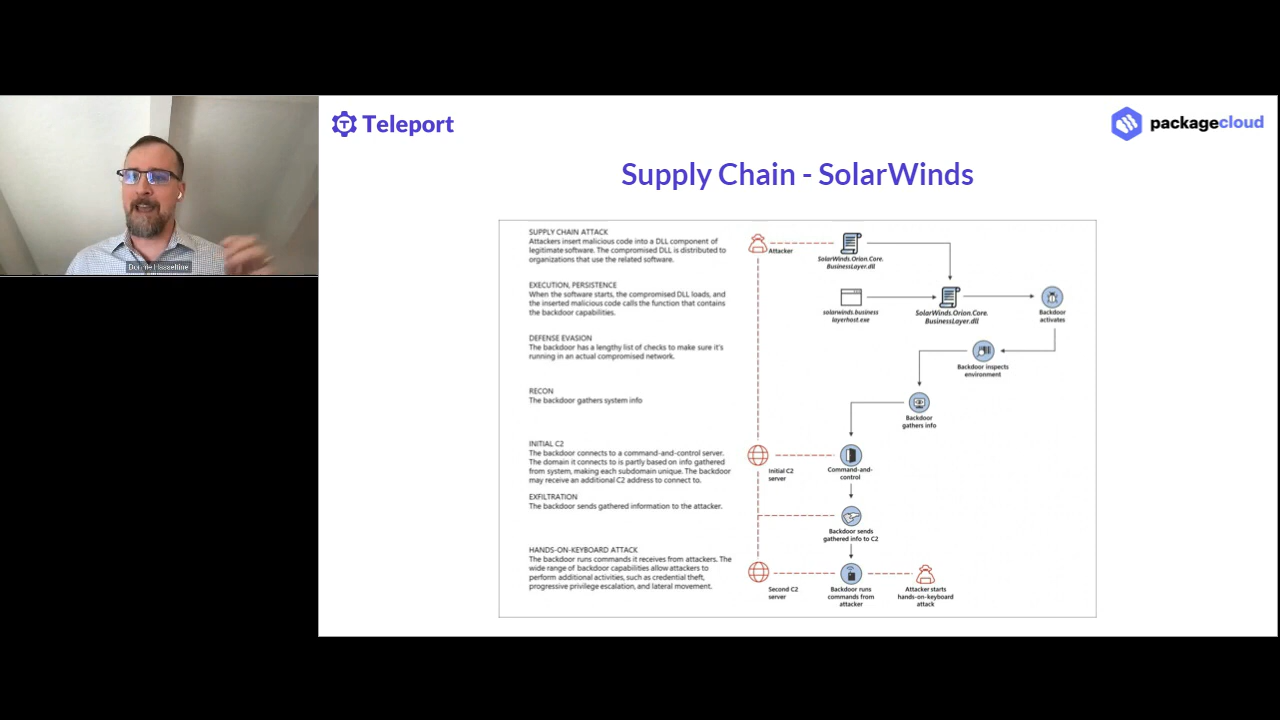 Teleport
packagecloud
Supply Chain - SolarWinds
SUPPLY CHAIN ATTACK
Attackers insert malicious code into a DLL component of
legitimate software. The compromised DLL is distributed to
organizations that use the related software.
EXECUTION, PERSISTENCE
When the software starts, the compromised DLL loads, and
the inserted malicious code calls the function that contains
the backdoor capabilities.
DEFENSE EVASION
The backdoor has a lengthy list of checks to make sure it's
running in an actual compromised network.
RECON
The backdoor gathers system info
INITIAL C2
The backdoor connects to a command-and-control server.
The domain it connects to is partly based on info gathered
from system, making each subdomain unique. The backdoor
may receive an additional C2 address to connect to.
EXFILTRATION
The backdoor sends gathered information to the attacker.
HANDS-ON-KEYBOARD ATTACK
The backdoor runs commands it receives from attackers. The
wide range of backdoor capabilities allow attackers to
perform additional activities, such as credential theft,
progressive privilege escalation, and lateral movement.
Attacker
SolarWinds.Orion.Core.
BusinessLayer.dll
solarwinds.business
layerhost.exe
SolarWinds.Orion.Core.
BusinessLayer.dll
Backdoor
activates
Backdoor inspects
environment
Backdoor
gathers info
Initial C2
server
Command-and-
control
Backdoor sends
gathered info to C2
Second C2
server
Backdoor runs
commands from
attacker
Attacker starts
hands-on-keyboard
attack